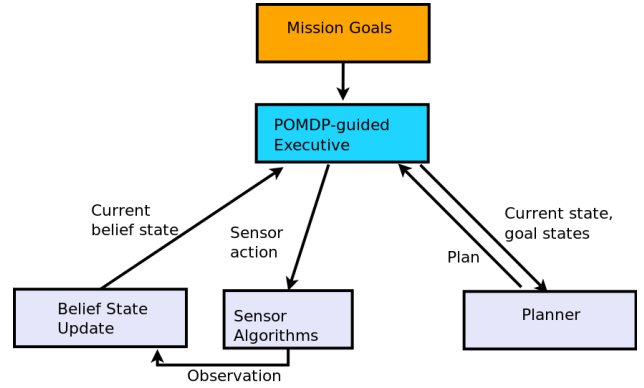 Mission Goals
POMDP-guided
Executive
Current
belief state
Sensor
action
Current state,
goal states
Plan
Belief State
Update
Sensor
Algorithms
Planner
Observation